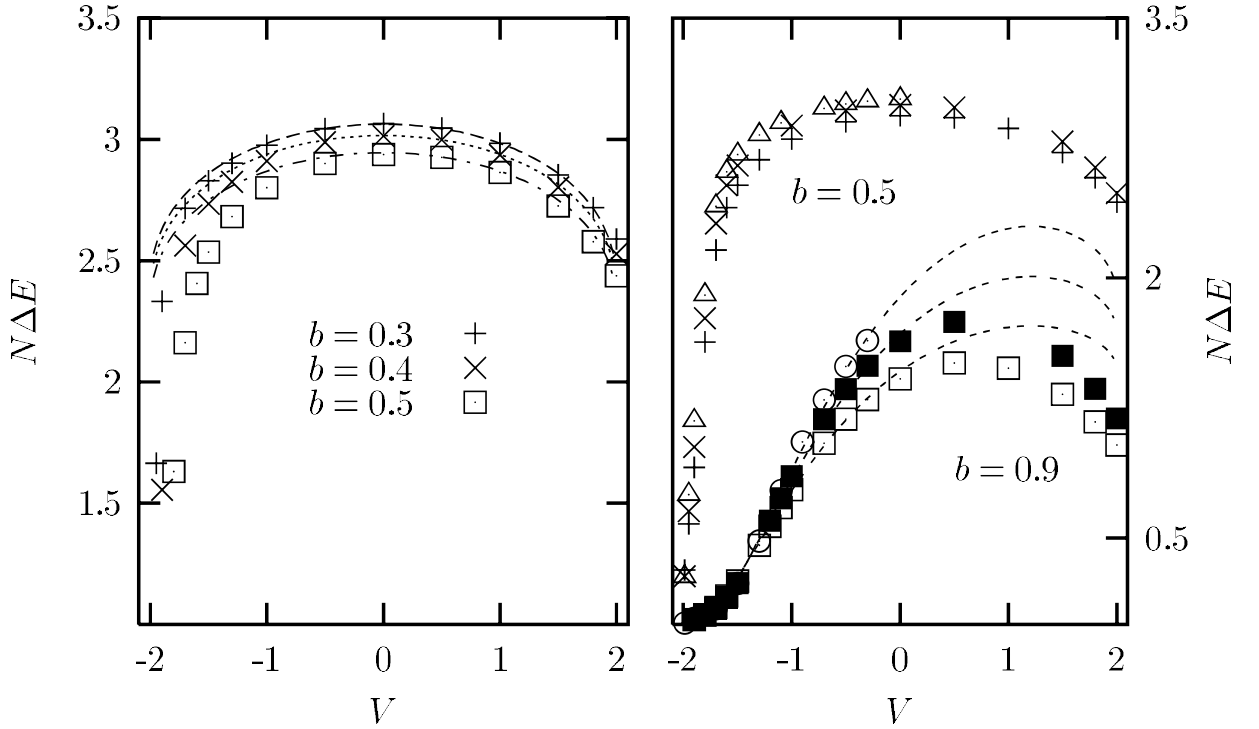 3.5
3
2.5
2
1.5
NΔE
-2 -1 0 1 2
V
b = 0.3
b = 0.4
b = 0.5
b = 0.5
b = 0.9
3.5
2
0.5
NΔE
-2 -1 0 1 2
V